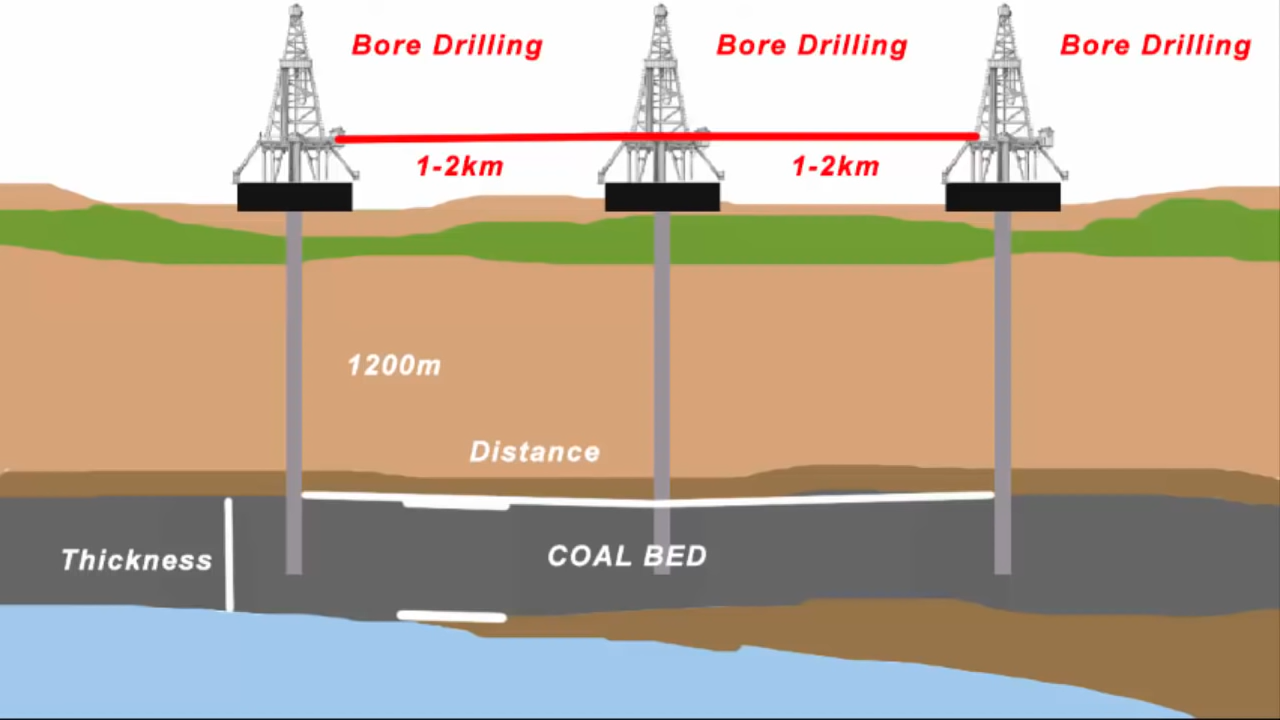 Bore Drilling
Bore Drilling
Bore Drilling
1-2km
1-2km
1200m
Distance
Thickness
COAL BED